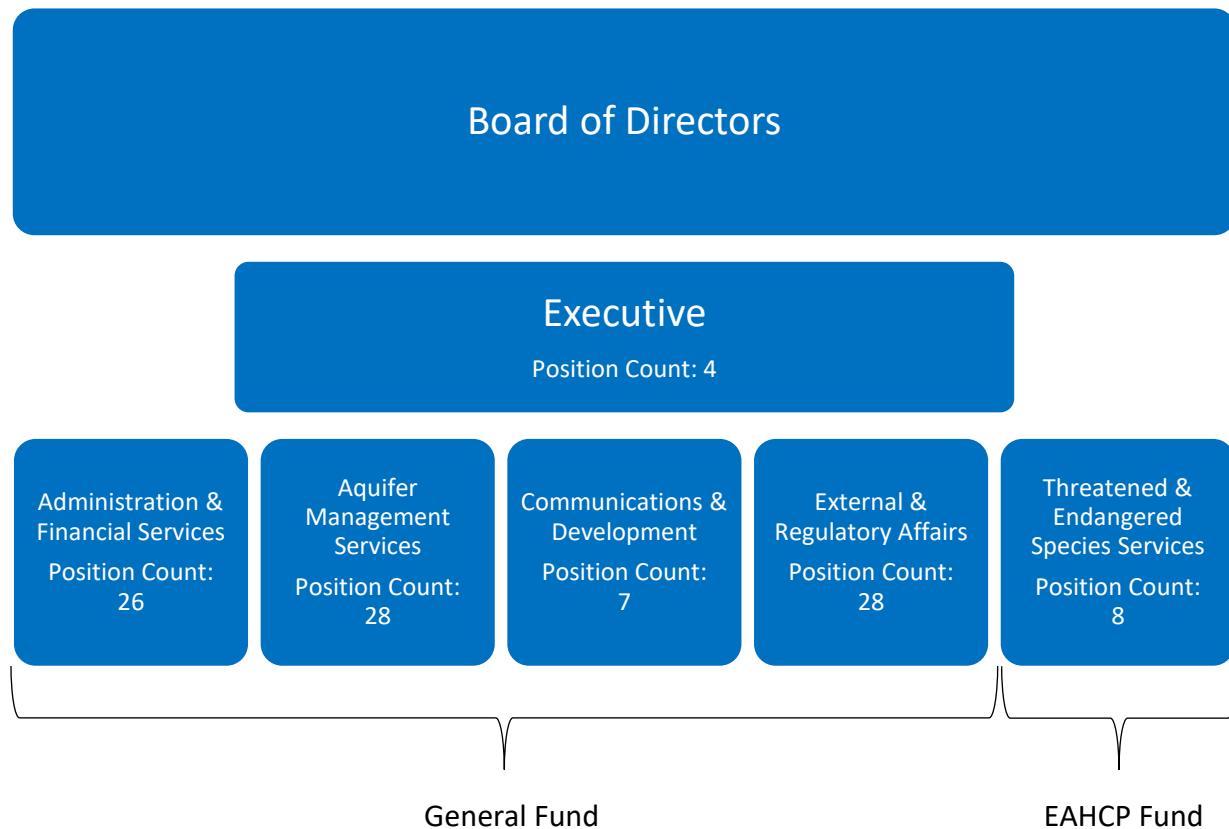 Board of Directors
Executive
Position Count: 4
Administration &
Financial Services
Position Count:
26
Aquifer
Management
Services
Position Count:
28
Communications &
Development
Position Count:
7
External &
Regulatory Affairs
Position Count:
28
Threatened &
Endangered
Species Services
Position Count:
8
General Fund
EAHCP Fund